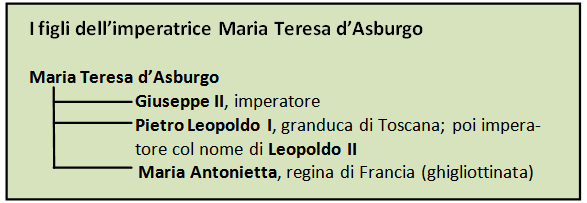 I figli dell’imperatrice Maria Teresa d’Asburgo
Maria Teresa d’Asburgo
Giuseppe II, imperatore
Pietro Leopoldo I, granduca di Toscana; poi impera-
tore col nome di Leopoldo II
Maria Antonietta, regina di Francia (ghigliottinata)